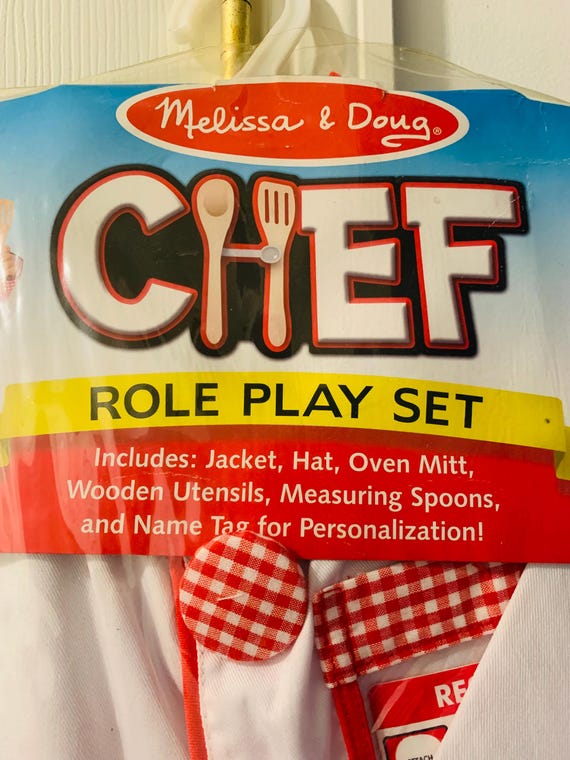 Melissa & Doug®
CHEF
ROLE PLAY SET
Includes: Jacket, Hat, Oven Mitt,
Wooden Utensils, Measuring Spoons,
and Name Tag for Personalization!